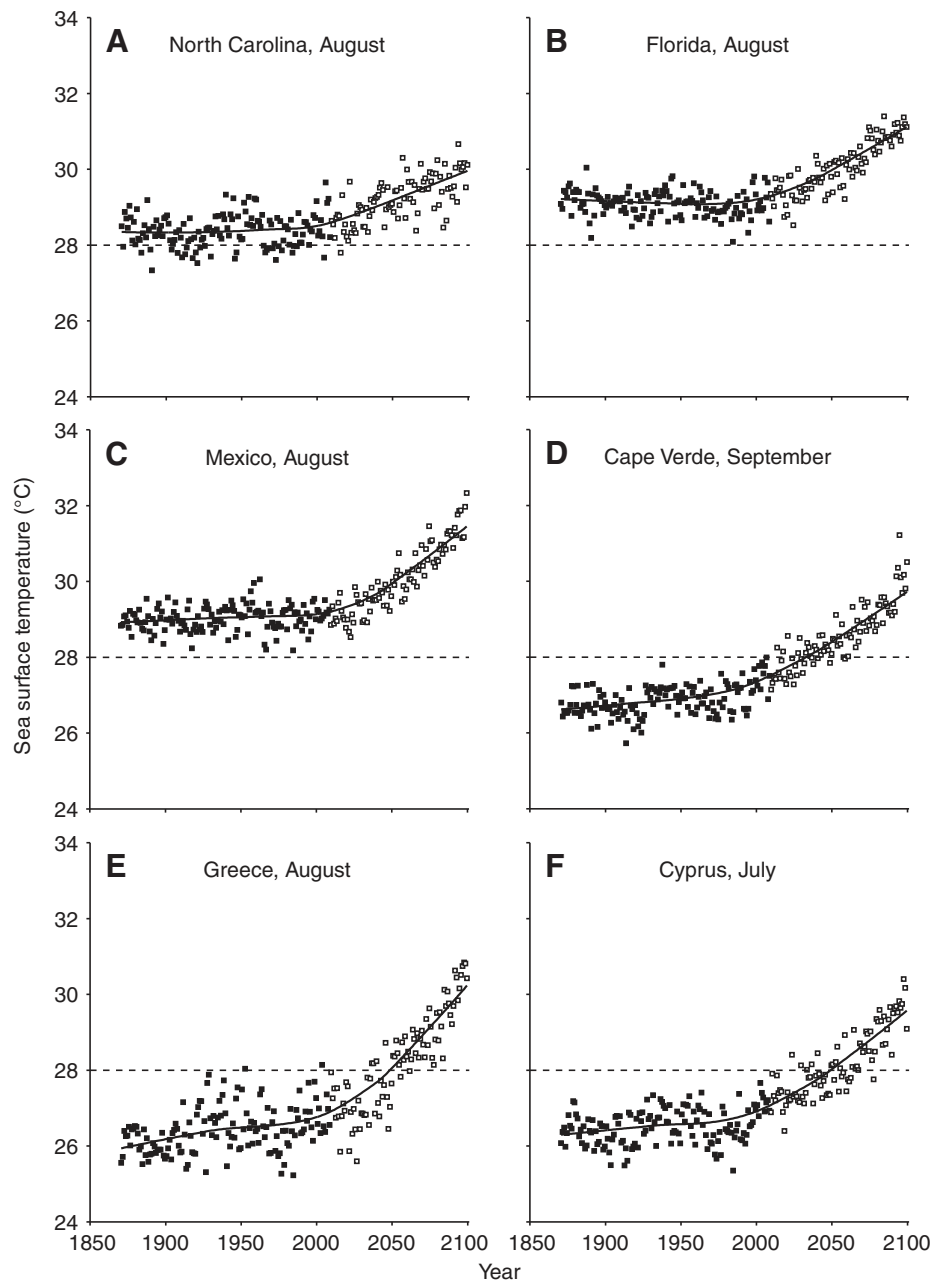 A North Carolina, August
B Florida, August
34
32
30
28
26
24
C Mexico, August
D Cape Verde, September
34
32
30
28
26
24
Sea surface temperature (°C)
E Greece, August
F Cyprus, July
34
32
30
28
26
24
1850 1900 1950 2000 2050 2100 1850 1900 1950 2000 2050 2100
Year